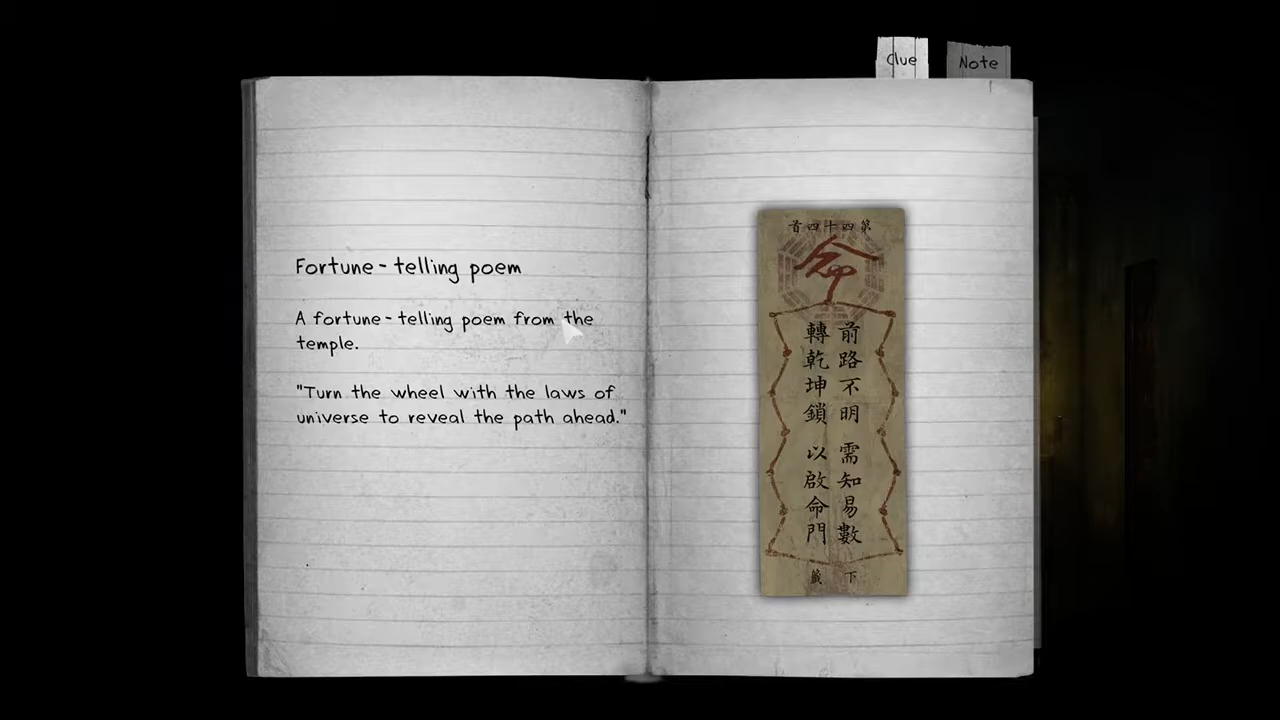 Clue
Note
Fortune-telling poem
A fortune-telling poem from the
temple.
"Turn the wheel with the laws of
universe to reveal the path ahead."
第四十四首
命
前路不明 需知易數
轉乾坤鎖 以啟命門
下籤